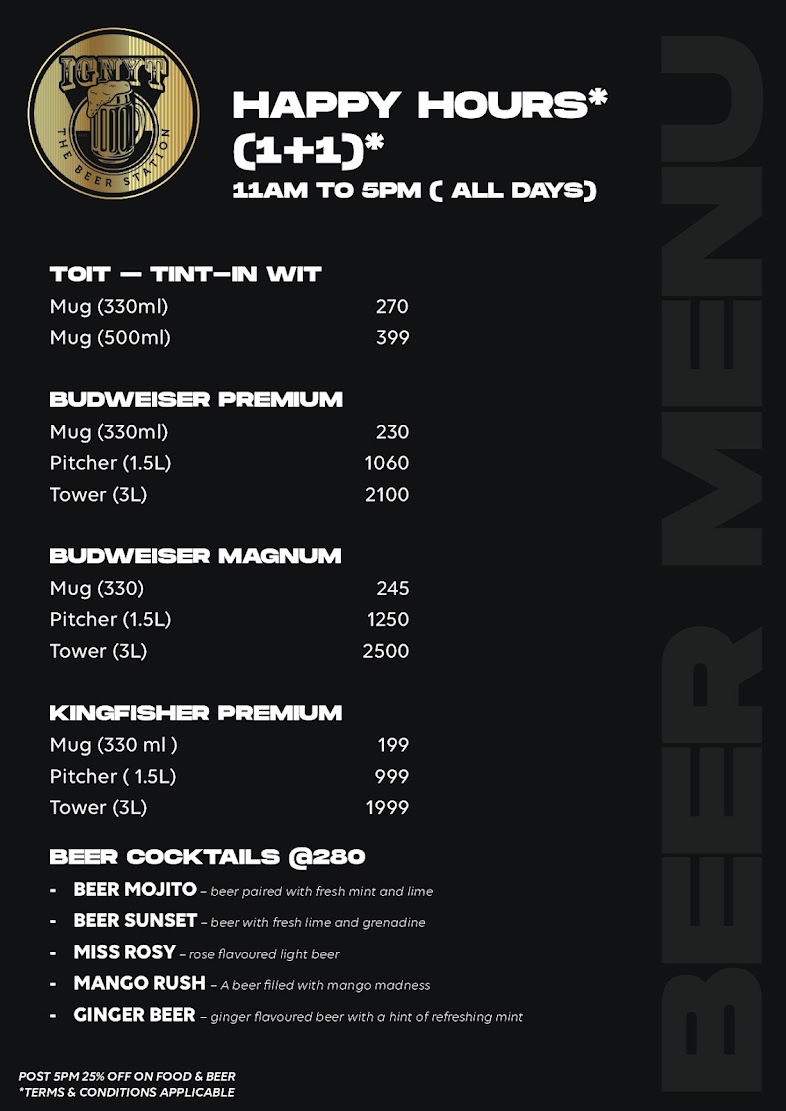 IGNYT
THE BEER STATION
HAPPY HOURS*
(1+1)*
11AM TO 5PM ( ALL DAYS)
TOIT – TINT-IN WIT
Mug (330ml) 270
Mug (500ml) 399
BUDWEISER PREMIUM
Mug (330ml) 230
Pitcher (1.5L) 1060
Tower (3L) 2100
BUDWEISER MAGNUM
Mug (330) 245
Pitcher (1.5L) 1250
Tower (3L) 2500
KINGFISHER PREMIUM
Mug (330 ml ) 199
Pitcher ( 1.5L) 999
Tower (3L) 1999
BEER COCKTAILS @280
- BEER MOJITO – beer paired with fresh mint and lime
- BEER SUNSET – beer with fresh lime and grenadine
- MISS ROSY – rose flavoured light beer
- MANGO RUSH – A beer filled with mango madness
- GINGER BEER – ginger flavoured beer with a hint of refreshing mint
POST 5PM 25% OFF ON FOOD & BEER
*TERMS & CONDITIONS APPLICABLE
BEER MENU